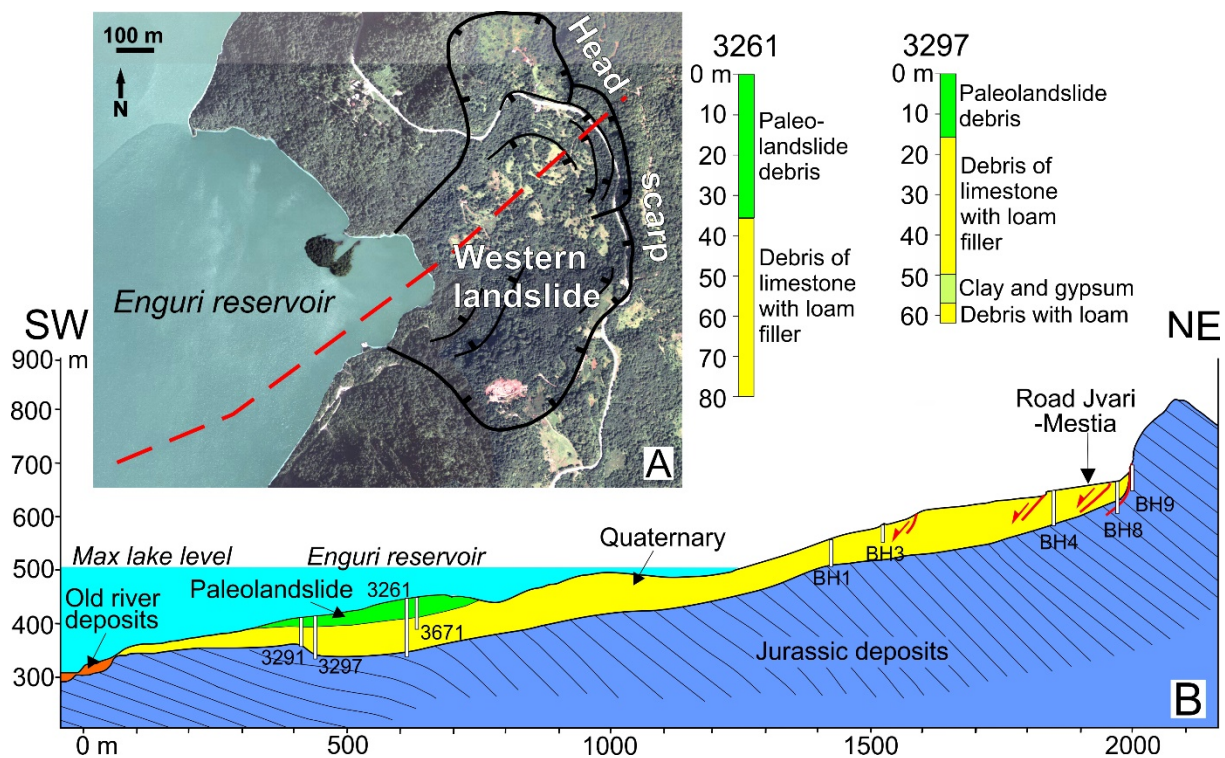 100 m
N
Head
scarp
Western
landslide
Enguri reservoir
A
3261
0 m
10
20
30
40
50
60
70
80
Paleo-
landslide
debris
Debris of
limestone
with loam
filler
3297
0 m
10
20
30
40
50
60
Paleolandslide
debris
Debris of
limestone
with loam
filler
Clay and gypsum
Debris with loam
SW
NE
900 m
800
700
600
500
400
300
Max lake level
Enguri reservoir
Old river
deposits
Paleolandslide
3261
3671
3291
3297
Quaternary
Road Jvari
-Mestia
BH1
BH3
BH4
BH8
BH9
Jurassic deposits
B
0 m
500
1000
1500
2000